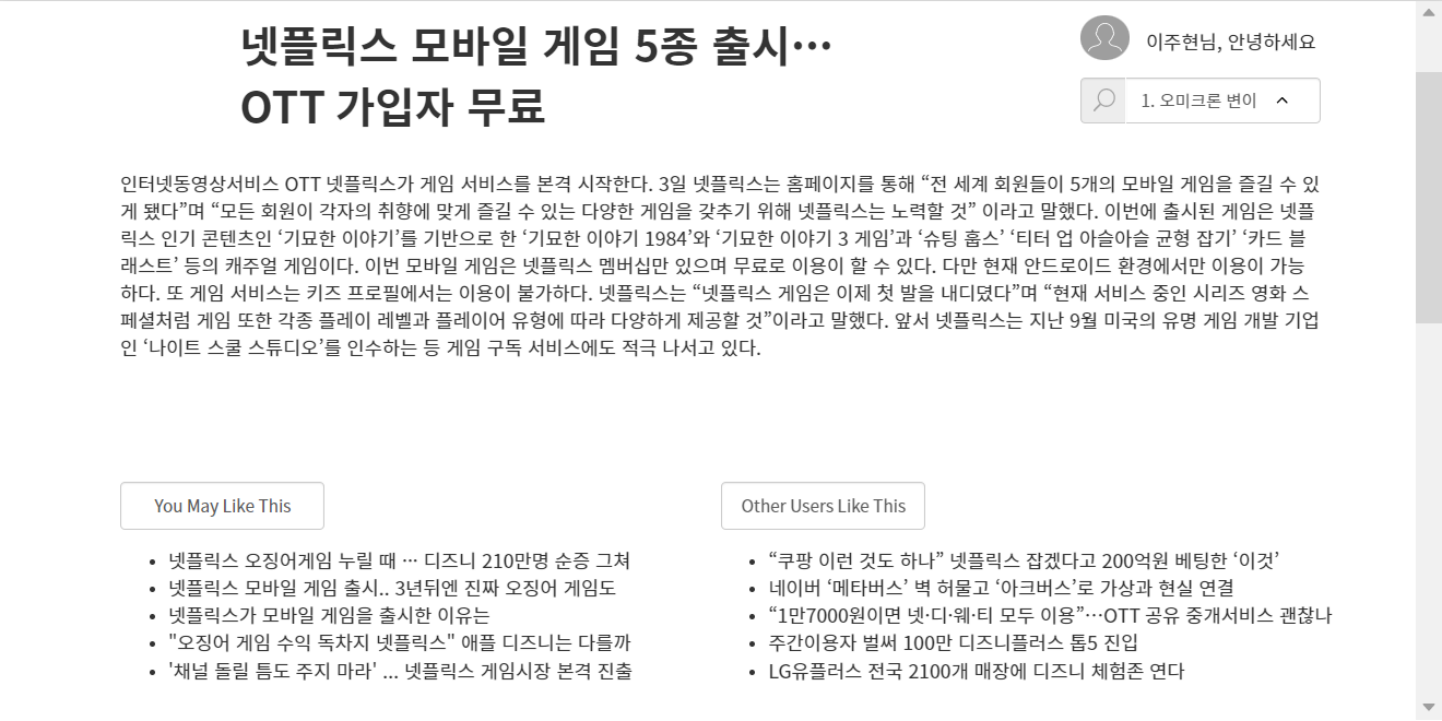 넷플릭스 모바일 게임 5종 출시…
OTT 가입자 무료
이주현님, 안녕하세요
1. 오미크론 변이
인터넷동영상서비스 OTT 넷플릭스가 게임 서비스를 본격 시작한다. 3일 넷플릭스는 홈페이지를 통해 “전 세계 회원들이 5개의 모바일 게임을 즐길 수 있
게 됐다”며 “모든 회원이 각자의 취향에 맞게 즐길 수 있는 다양한 게임을 갖추기 위해 넷플릭스는 노력할 것” 이라고 말했다. 이번에 출시된 게임은 넷플
릭스 인기 콘텐츠인 ‘기묘한 이야기’를 기반으로 한 ‘기묘한 이야기 1984’와 ‘기묘한 이야기 3 게임’과 ‘슈팅 훕스’ ‘티터 업 아슬아슬 균형 잡기’ ‘카드 블
래스트’ 등의 캐주얼 게임이다. 이번 모바일 게임은 넷플릭스 멤버십만 있으며 무료로 이용이 할 수 있다. 다만 현재 안드로이드 환경에서만 이용이 가능
하다. 또 게임 서비스는 키즈 프로필에서는 이용이 불가하다. 넷플릭스는 “넷플릭스 게임은 이제 첫 발을 내디뎠다”며 “현재 서비스 중인 시리즈 영화 스
페셜처럼 게임 또한 각종 플레이 레벨과 플레이어 유형에 따라 다양하게 제공할 것”이라고 말했다. 앞서 넷플릭스는 지난 9월 미국의 유명 게임 개발 기업
인 ‘나이트 스쿨 스튜디오’를 인수하는 등 게임 구독 서비스에도 적극 나서고 있다.
You May Like This
넷플릭스 오징어게임 누릴 때 … 디즈니 210만명 순증 그쳐
넷플릭스 모바일 게임 출시.. 3년뒤엔 진짜 오징어 게임도
넷플릭스가 모바일 게임을 출시한 이유는
"오징어 게임 수익 독차지 넷플릭스" 애플 디즈니는 다를까
'채널 돌릴 틈도 주지 마라' ... 넷플릭스 게임시장 본격 진출
Other Users Like This
“쿠팡 이런 것도 하나” 넷플릭스 잡겠다고 200억원 베팅한 ‘이것’
네이버 ‘메타버스’ 벽 허물고 ‘아크버스’로 가상과 현실 연결
“1만7000원이면 넷·디·웨·티 모두 이용”…OTT 공유 중개서비스 괜찮나
주간이용자 벌써 100만 디즈니플러스 톱5 진입
LG유플러스 전국 2100개 매장에 디즈니 체험존 연다